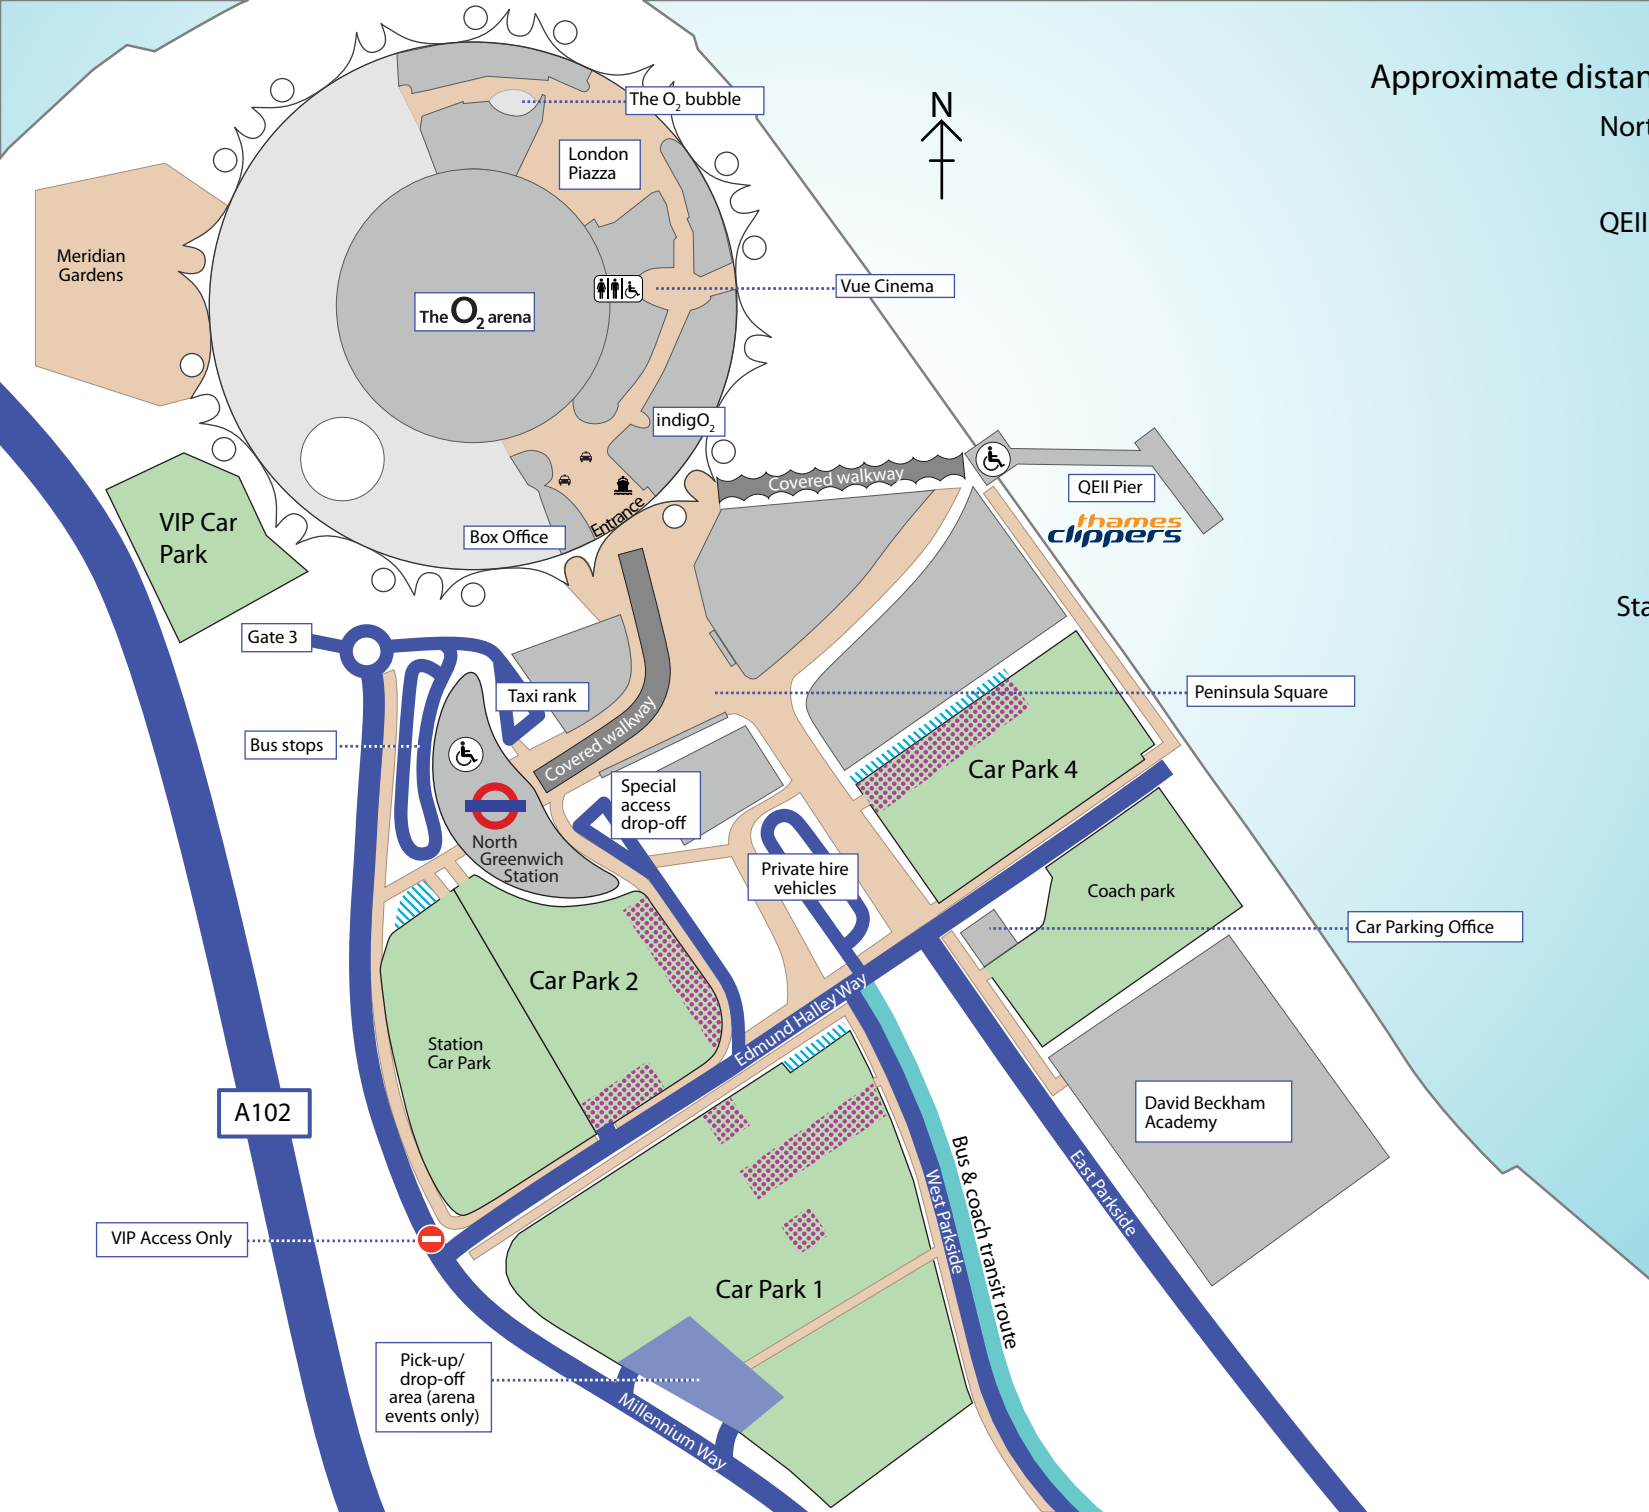 Approximate distan
N
Nort
The O2 bubble
London
Piazza
QEII
Meridian
Gardens
Vue Cinema
The O2 arena
indigO2
Covered walkway
QEII Pier
thames
clippers
VIP Car
Park
Entrance
Box Office
Sta
Gate 3
Taxi rank
Peninsula Square
Bus stops
Covered walkway
Car Park 4
Special
access
drop-off
North
Greenwich
Station
Private hire
vehicles
Coach park
Car Parking Office
Car Park 2
Edmund Halley Way
Station
Car Park
A102
David Beckham
Academy
VIP Access Only
West Parkside
Bus & coach transit route
East Parkside
Car Park 1
Pick-up/
drop-off
area (arena
events only)
Millennium Way